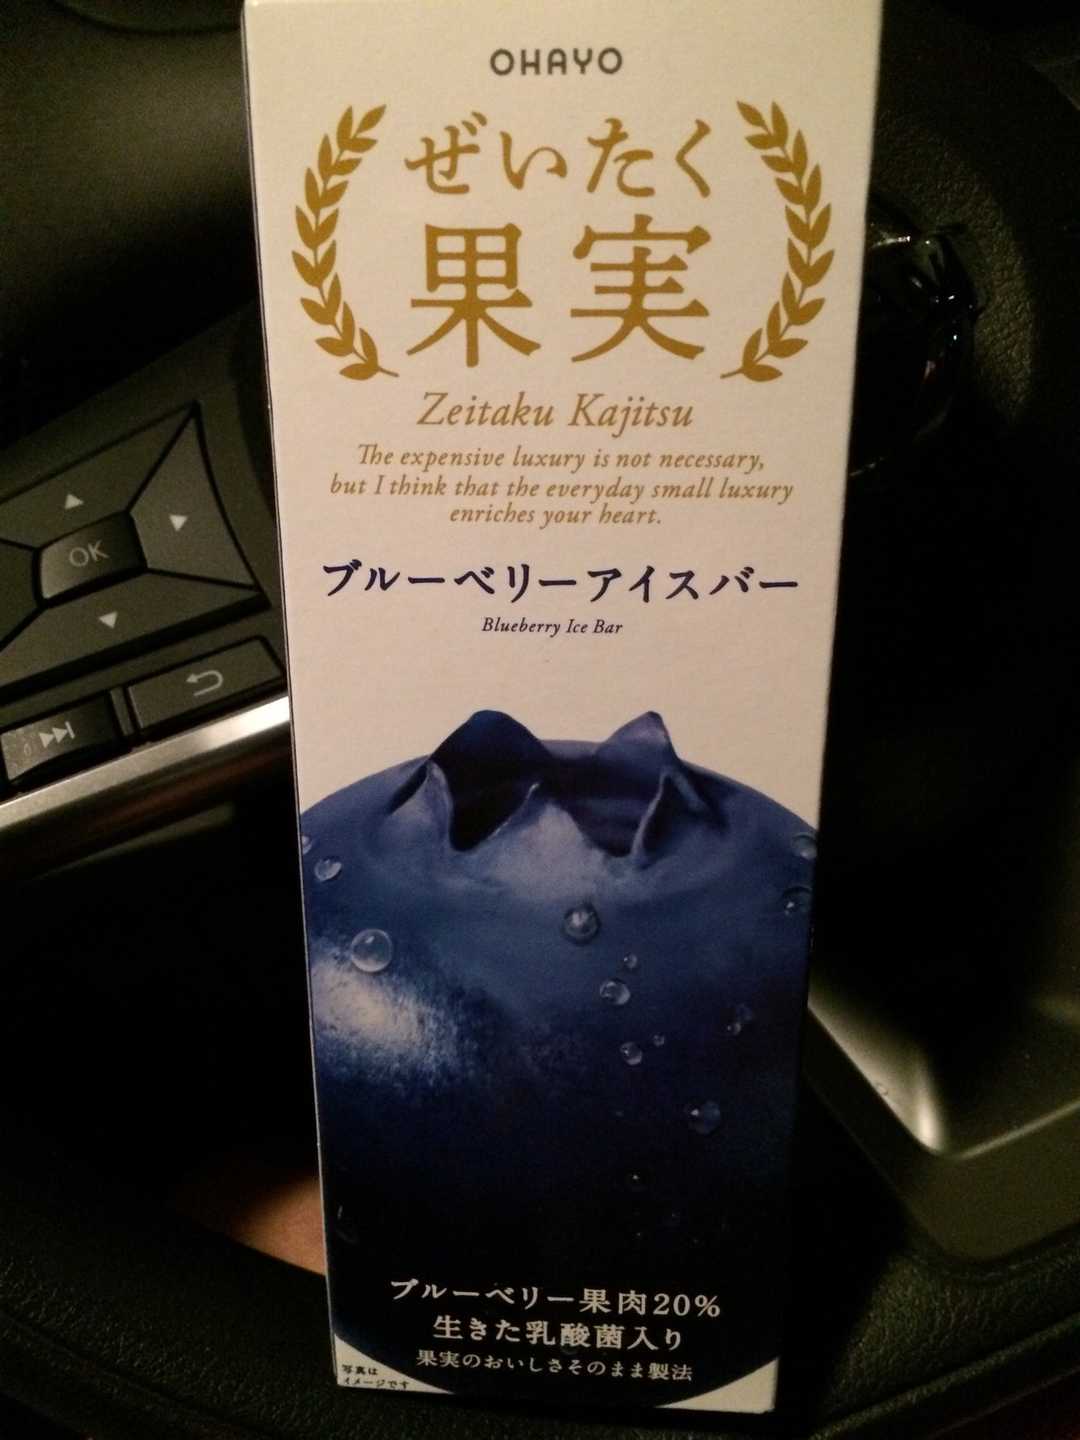 OHAYO
ぜいたく
果実
Zeitaku Kajitsu
The expensive luxury is not necessary,
but I think that the everyday small luxury
enriches your heart.
ブルーベリーアイスバー
Blueberry Ice Bar
OK
ブルーベリー果肉20%
生きた乳酸菌入り
果実のおいしさそのまま製法
写真は
イメージです